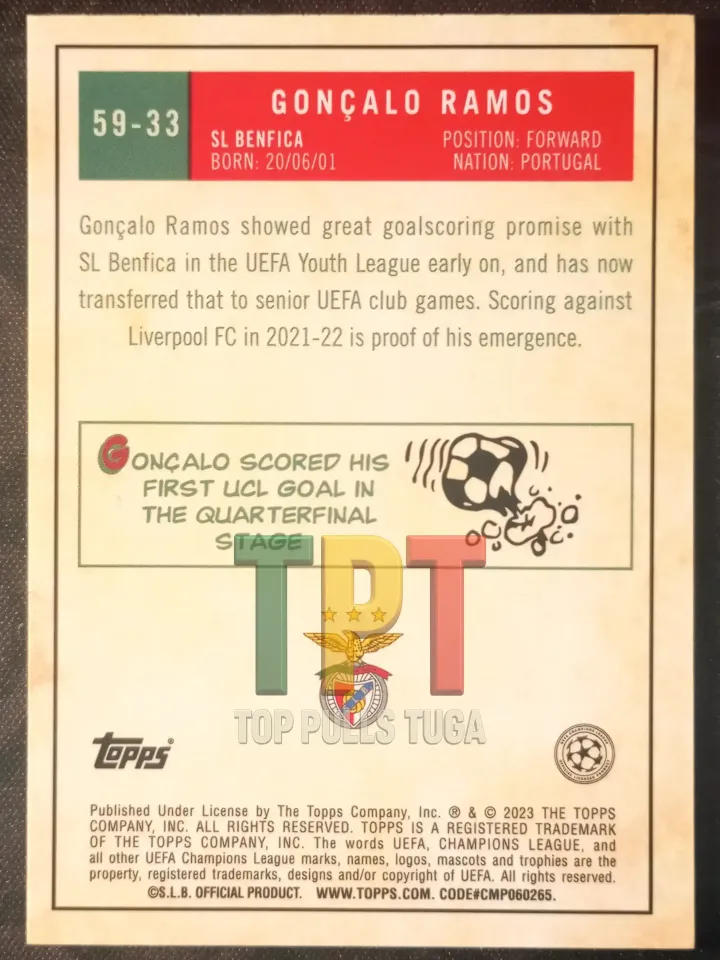 59-33
GONÇALO RAMOS
SL BENFICA
POSITION: FORWARD
BORN: 20/06/01
NATION: PORTUGAL
Gonçalo Ramos showed great goalscoring promise with
SL Benfica in the UEFA Youth League early on, and has now
transferred that to senior UEFA club games. Scoring against
Liverpool FC in 2021-22 is proof of his emergence.
GONÇALO SCORED HIS
FIRST UCL GOAL IN
THE QUARTERFINAL
STAGE
TPT
TOP PULLS TUGA
topps®
Published Under License by The Topps Company, Inc. ® & © 2023 THE TOPPS
COMPANY, INC. ALL RIGHTS RESERVED. TOPPS IS A REGISTERED TRADEMARK
OF THE TOPPS COMPANY, INC. The words UEFA, CHAMPIONS LEAGUE, and
all other UEFA Champions League marks, names, logos, mascots and trophies are the
property, registered trademarks, designs and/or copyright of UEFA. All rights reserved.
©S.L.B. OFFICIAL PRODUCT. WWW.TOPPS.COM. CODE#CMP060265.